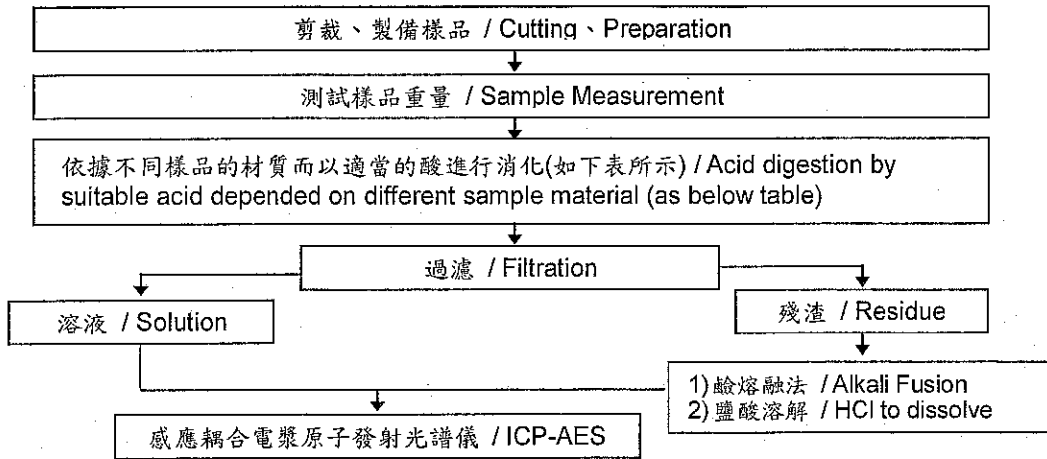 剪裁、製備樣品 / Cutting、Preparation
測試樣品重量 / Sample Measurement
依據不同樣品的材質而以適當的酸進行消化(如下表所示) / Acid digestion by
suitable acid depended on different sample material (as below table)
過濾 / Filtration
溶液 / Solution
殘渣 / Residue
1)鹼熔融法 / Alkali Fusion
2)鹽酸溶解 / HCl to dissolve
感應耦合電漿原子發射光譜儀 / ICP-AES